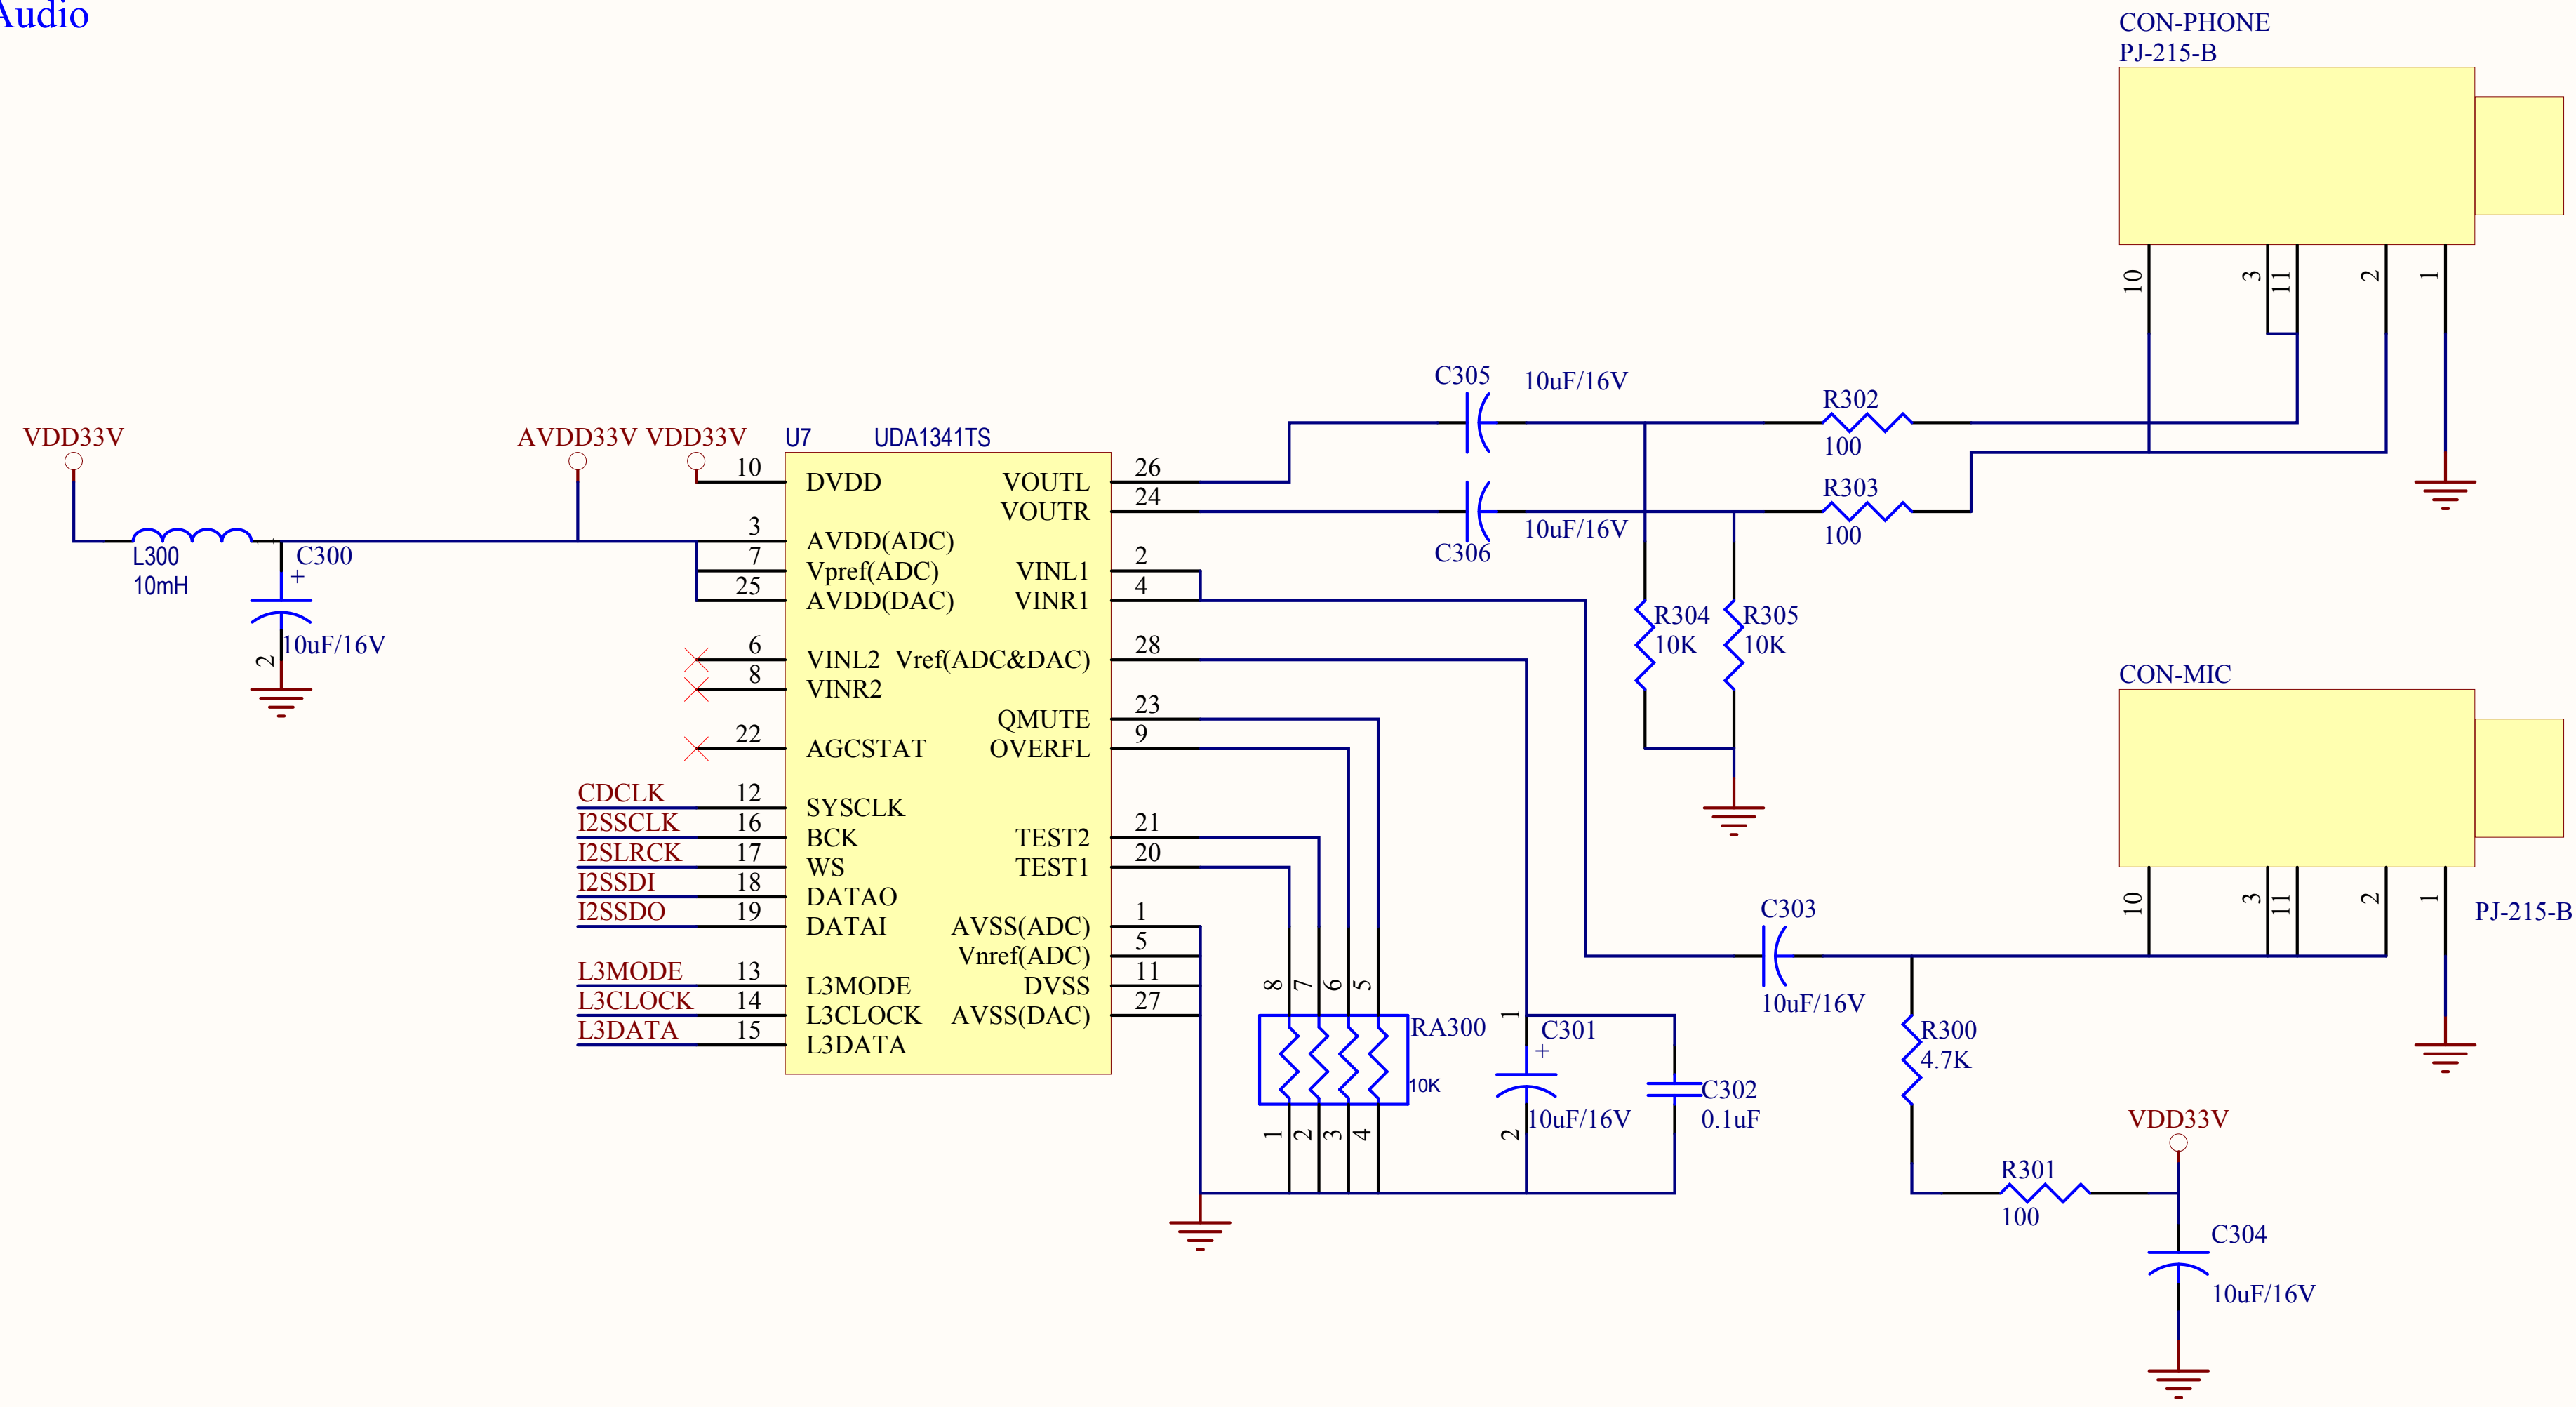 Audio
CON-PHONE
PJ-215-B
10
3
11
2
1
C305
10uF/16V
R302
100
C306
10uF/16V
R303
100
R304
10K
R305
10K
VDD33V
L300
10mH
C300
+
10uF/16V
2
AVDD33V
VDD33V
U7 UDA1341TS
10 DVDD
3 AVDD(ADC)
7 Vpref(ADC)
25 AVDD(DAC)
6 VINL2
8 VINR2
22 AGCSTAT
CDCLK 12 SYSCLK
I2SSCLK 16 BCK
I2SLRCK 17 WS
I2SSDI 18 DATAO
I2SSDO 19 DATAI
L3MODE 13 L3MODE
L3CLOCK 14 L3CLOCK
L3DATA 15 L3DATA
VOUTL 26
VOUTR 24
VINL1 2
VINR1 4
Vref(ADC&DAC) 28
QMUTE 23
OVERFL 9
TEST2 21
TEST1 20
AVSS(ADC) 1
Vnref(ADC) 5
DVSS 11
AVSS(DAC) 27
8
7
6
5
RA300
10K
1
2
3
4
1
C301
+
10uF/16V
2
C302
0.1uF
CON-MIC
10
3
11
2
1
PJ-215-B
C303
10uF/16V
R300
4.7K
R301
100
VDD33V
C304
10uF/16V